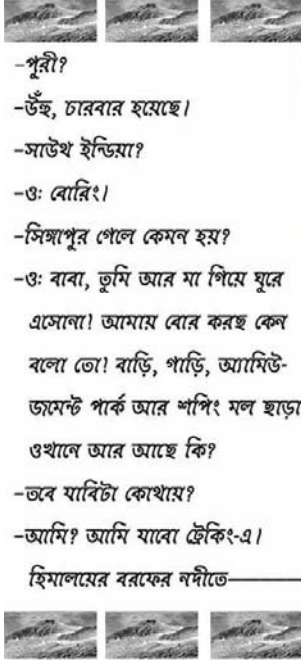 -পুরী?
-উঁহু, চারবার হয়েছে।
-সাউথ ইন্ডিয়া?
-ওঃ বোরিং।
-সিঙ্গাপুর গেলে কেমন হয়?
-ওঃ বাবা, তুমি আর মা গিয়ে ঘুরে
এসোনা! আমায় বোর করছ কেন
বলো তো! বাড়ি, গাড়ি, অ্যামিউ-
জমেন্ট পার্ক আর শপিং মল ছাড়া
ওখানে আর আছে কি?
-তবে যাবিটা কোথায়?
-আমি? আমি যাবো ট্রেকিং-এ।
হিমালয়ের বরফের নদীতে———